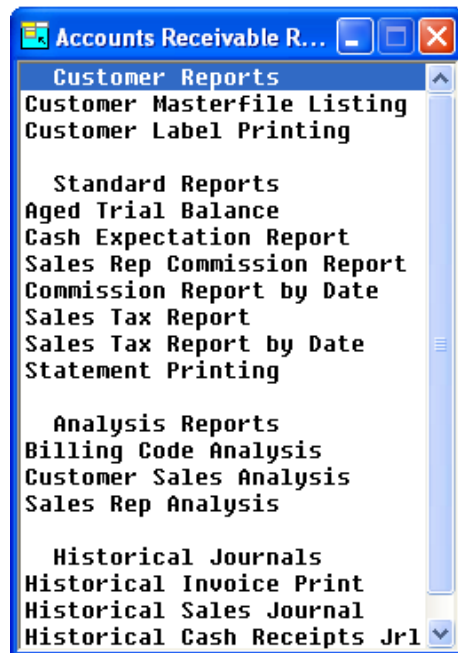 Accounts Receivable R...
Customer Reports
Customer Masterfile Listing
Customer Label Printing
Standard Reports
Aged Trial Balance
Cash Expectation Report
Sales Rep Commission Report
Commission Report by Date
Sales Tax Report
Sales Tax Report by Date
Statement Printing
Analysis Reports
Billing Code Analysis
Customer Sales Analysis
Sales Rep Analysis
Historical Journals
Historical Invoice Print
Historical Sales Journal
Historical Cash Receipts Jrl